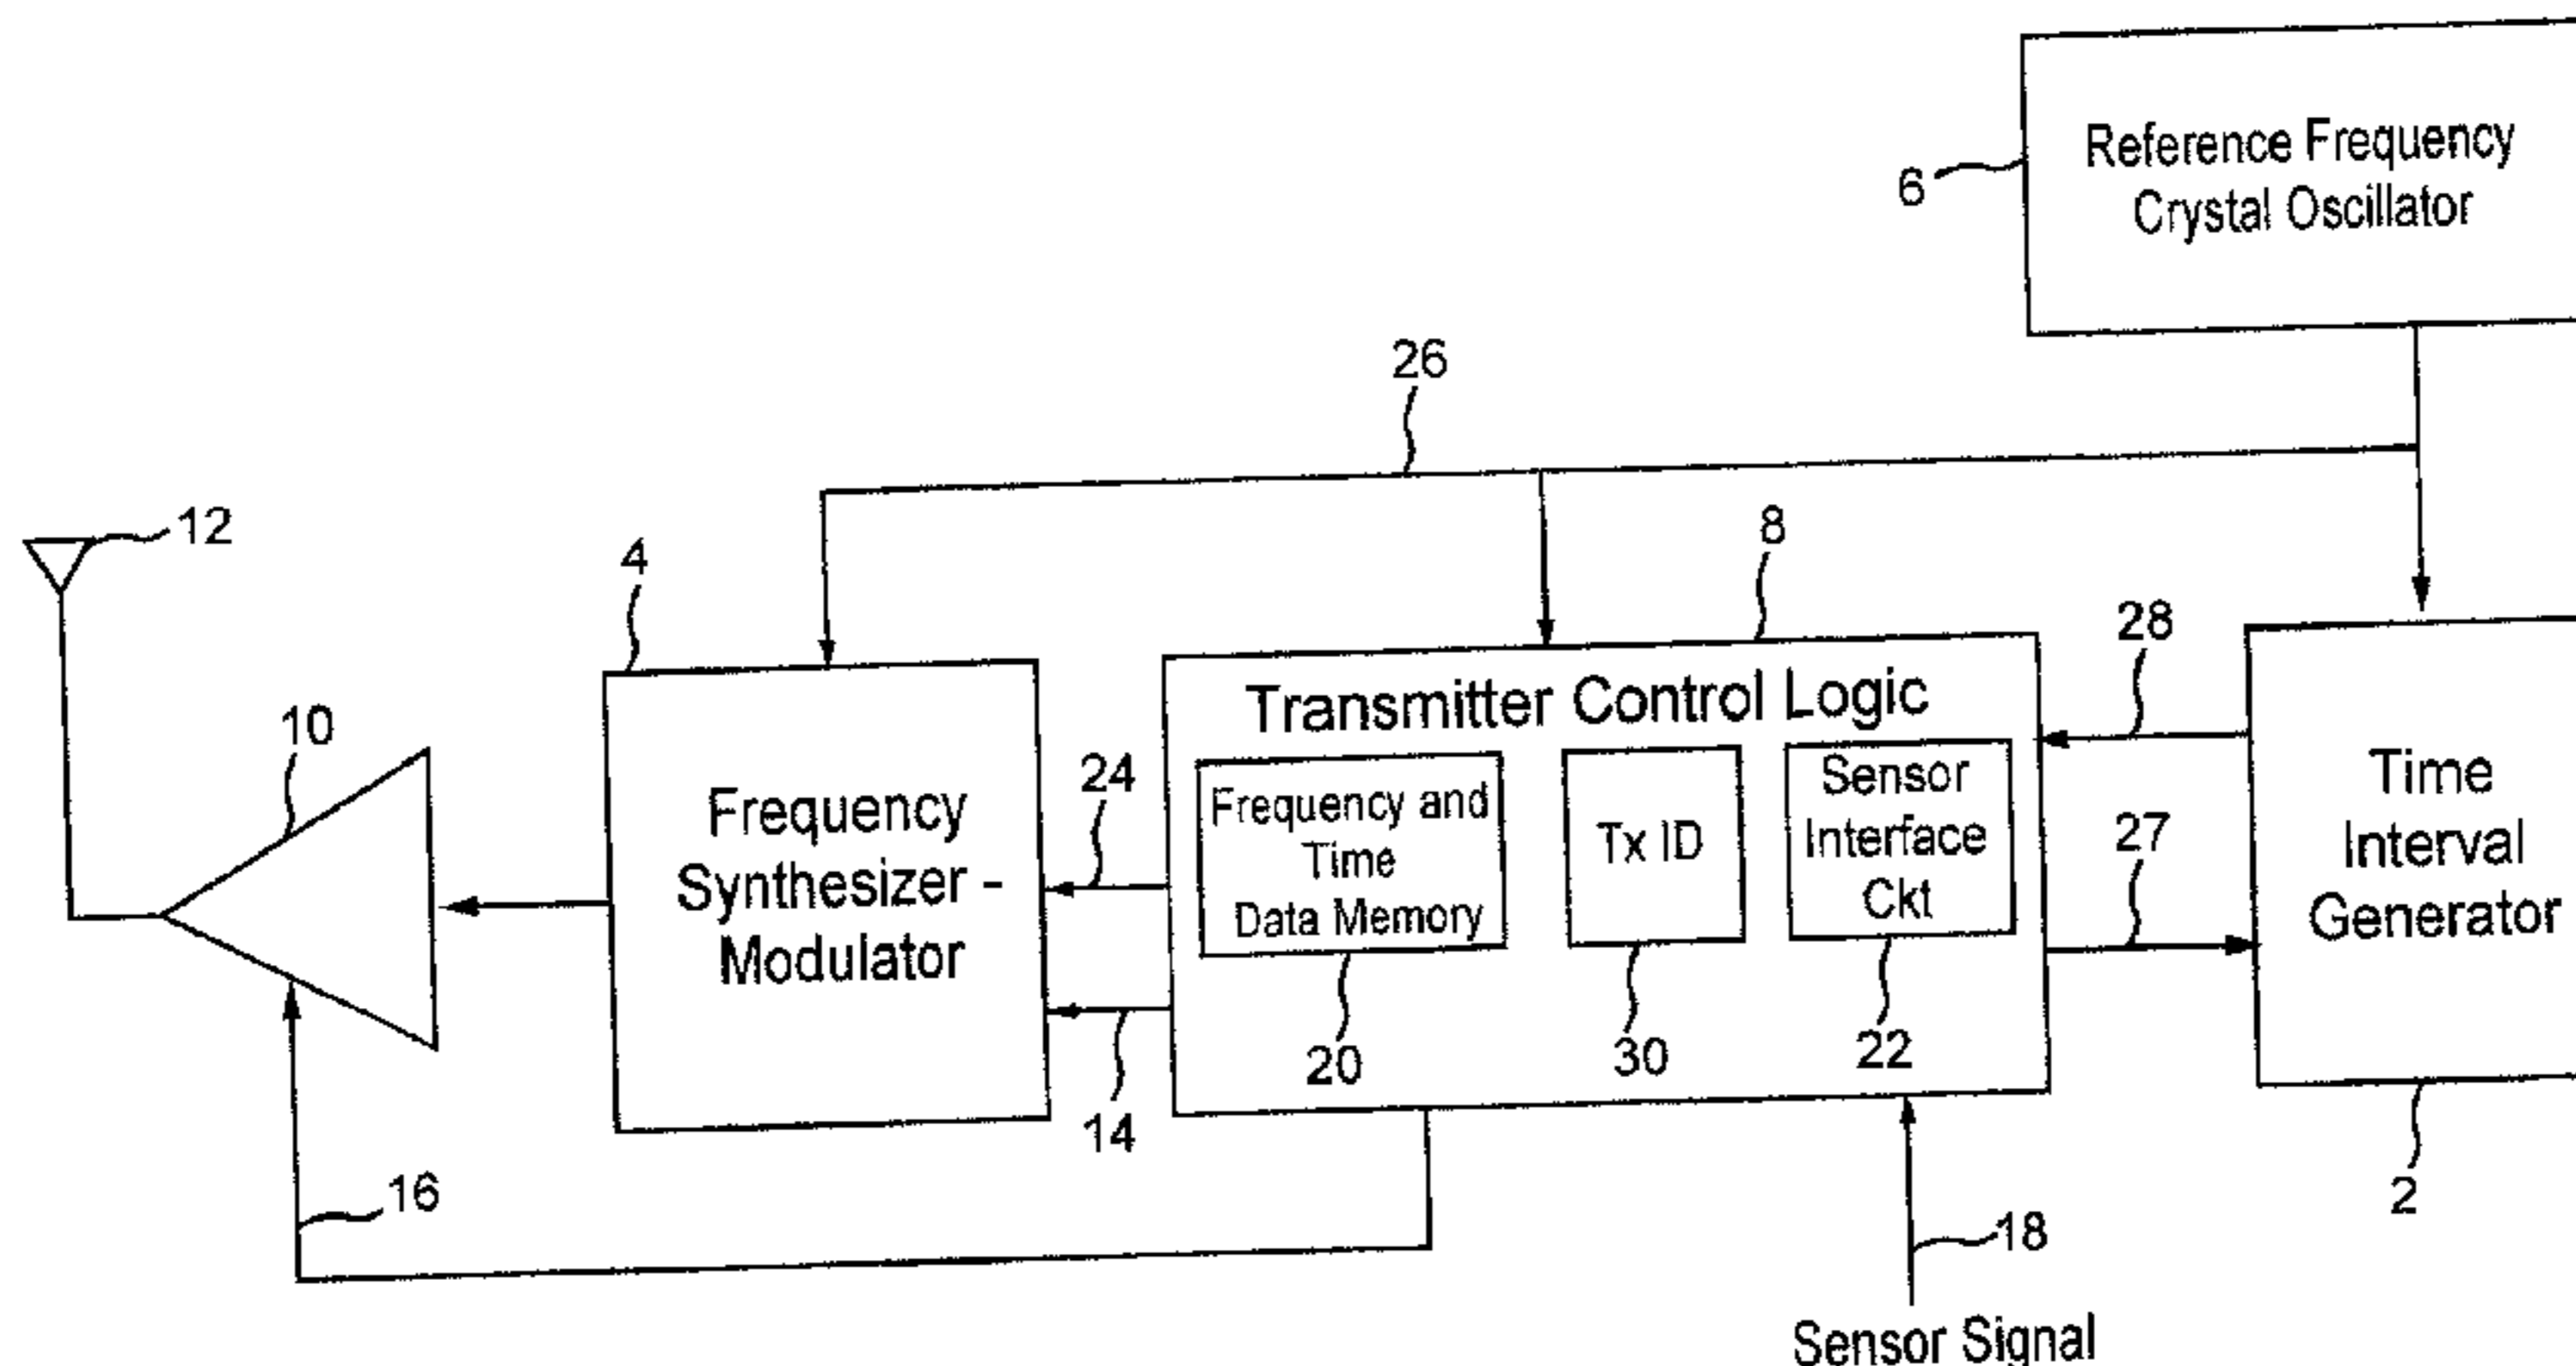 Reference Frequency
Crystal Oscillator
6
26
12
4
8
28
10
Transmitter Control Logic
24
Frequency and
Time
Data Memory
Tx ID
Sensor
Interface
Ckt
27
Time
Interval
Generator
Frequency
Synthesizer -
Modulator
20
30
22
14
16
18
2
Sensor Signal